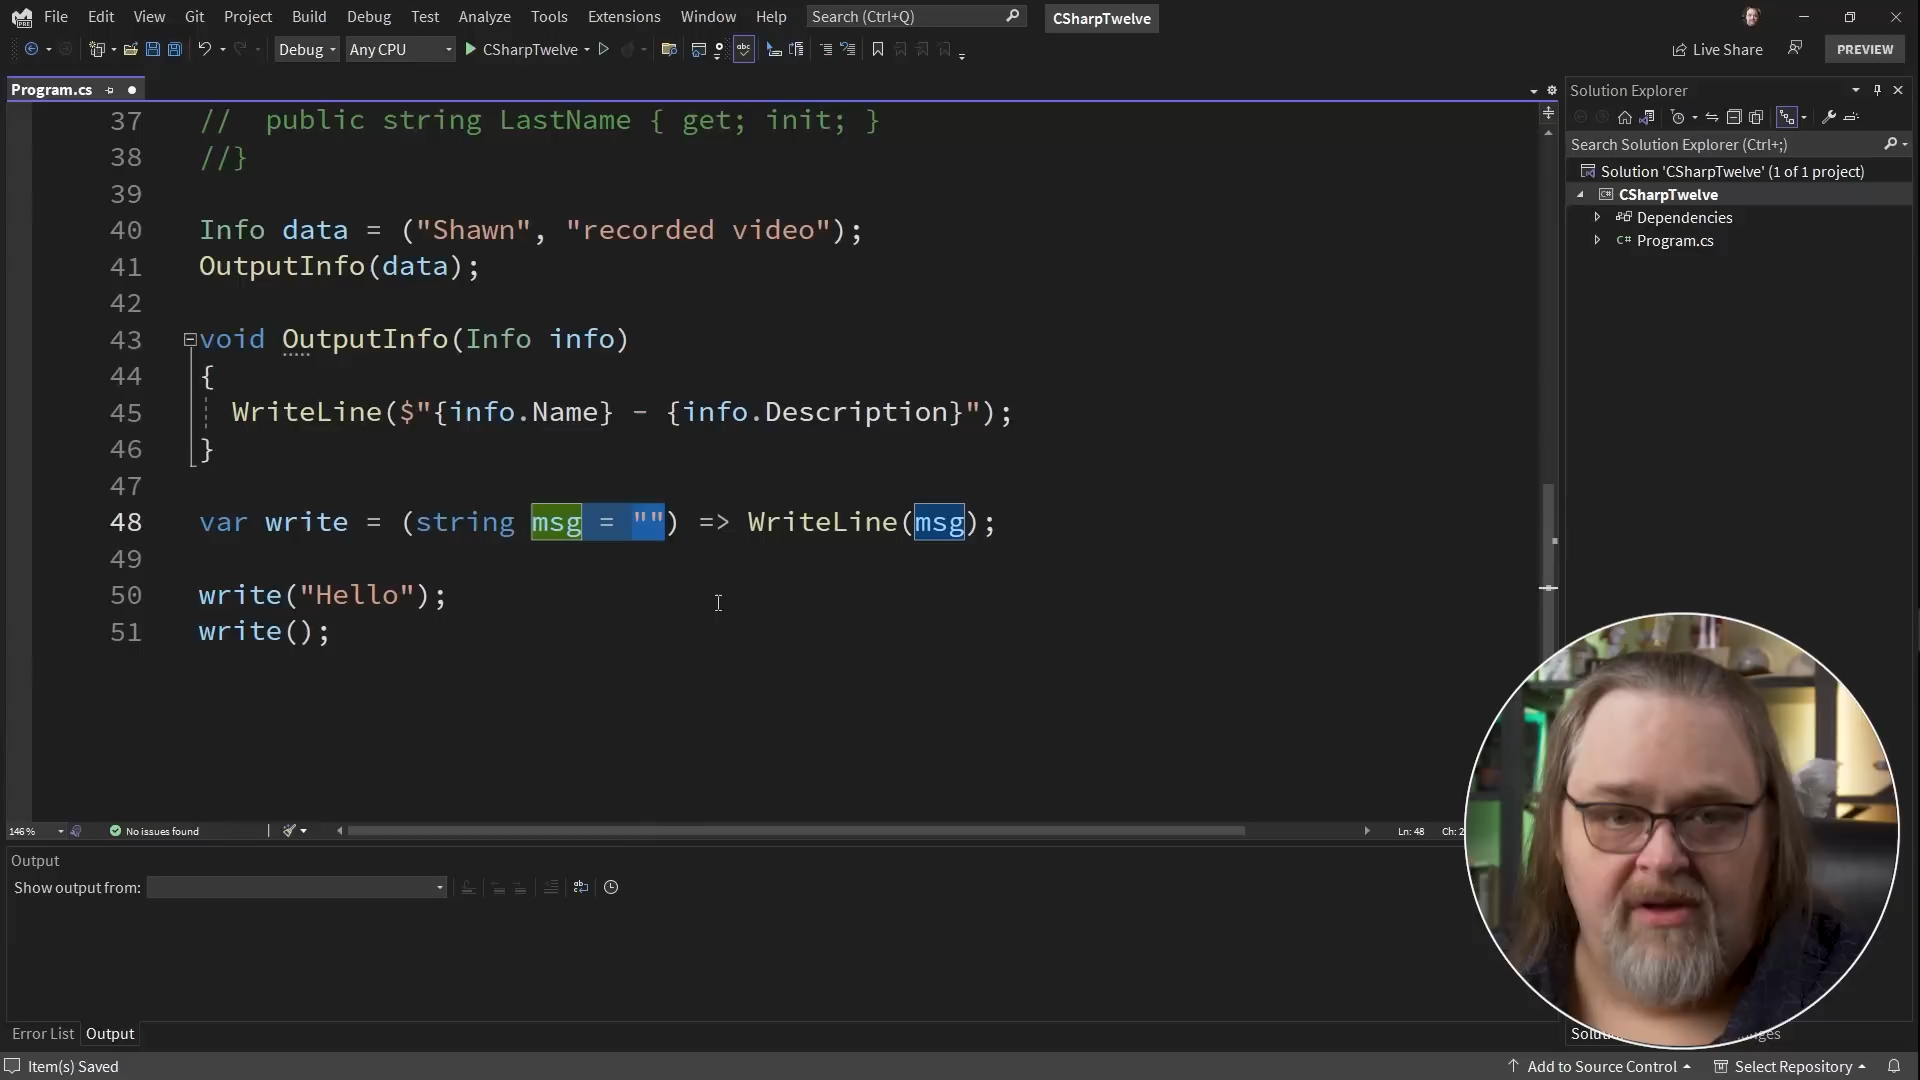 File Edit View Git Project Build Debug Test Analyze Tools Extensions Window Help Search (Ctrl+Q) CSharpTwelve
Debug Any CPU CSharpTwelve Live Share PREVIEW
Program.cs
37 //  public string LastName { get; init; }
38 //}
39
40 Info data = ("Shawn", "recorded video");
41 OutputInfo(data);
42
43 void OutputInfo(Info info)
44 {
45 WriteLine($"{info.Name} - {info.Description}");
46 }
47
48 var write = (string msg = "") => WriteLine(msg);
49
50 write("Hello");
51 write();
146 % No issues found Ln: 48 Ch: 2
Output
Show output from:
Error List Output
Item(s) Saved
Solution Explorer
Search Solution Explorer (Ctrl+;)
Solution 'CSharpTwelve' (1 of 1 project)
CSharpTwelve
Dependencies
C# Program.cs
Add to Source Control Select Repository